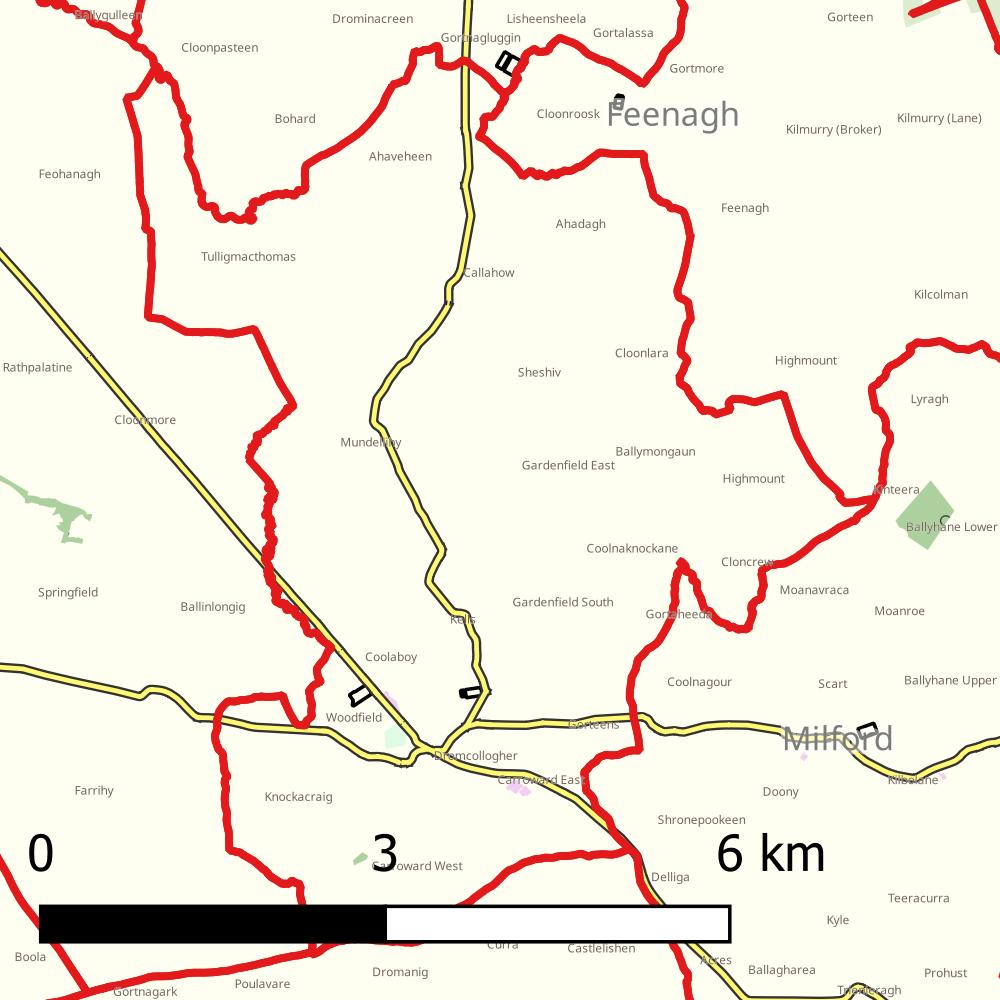 Ballygulleen
Drominacreen
Lisheensheela
Gorteen
Gortnagluggin
Gortalassa
Cloonpasteen
Gortmore
Cloonroosk
Feenagh
Bohard
Kilmurry (Broker)
Kilmurry (Lane)
Ahaveheen
Feohanagh
Feenagh
Ahadagh
Tulligmacthomas
Callahow
Kilcolman
Cloonlara
Highmount
Rathpalatine
Sheshiv
Lyragh
Cloonmore
Mundellihy
Ballymongaun
Gardenfield East
Highmount
Kinteera
Ballyhane Lower
Coolnaknockane
Cloncrew
Springfield
Moanavraca
Ballinlongig
Gardenfield South
Gortaheeda
Moanroe
Kells
Coolaboy
Coolnagour
Scart
Ballyhane Upper
Woodfield
Gorteens
Milford
Dromcollogher
Carroward East
Kilbolane
Farrihy
Knockacraig
Doony
Shronepookeen
0 3 6 km
Carroward West
Delliga
Teeracurra
Kyle
Curra
Castlelishen
Boola
Acres
Dromanig
Ballagharea
Prohust
Poulavare
Gortnagark